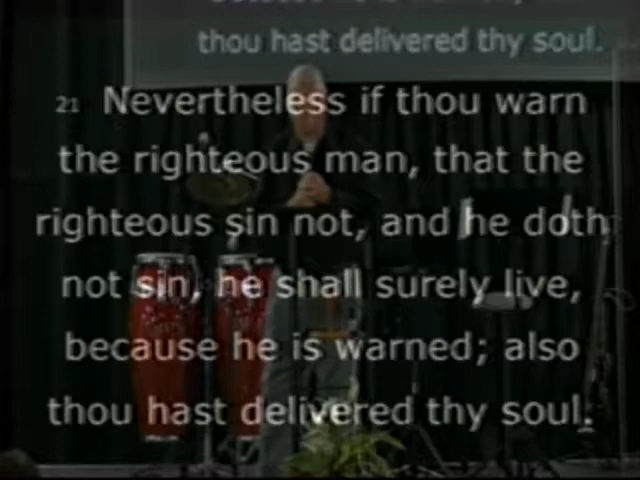 thou hast delivered thy soul.
21 Nevertheless if thou warn
the righteous man, that the
righteous sin not, and he doth
not sin, he shall surely live,
because he is warned; also
thou hast delivered thy soul.